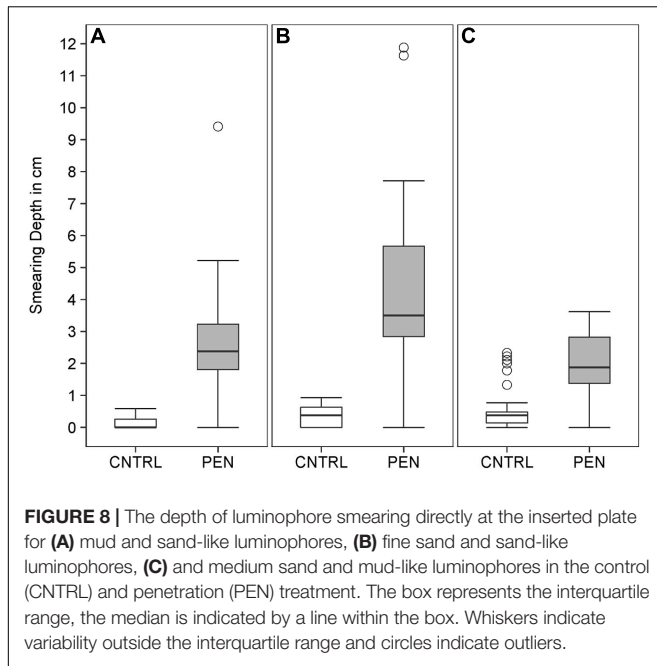 A B C
12
11
10
9
8
7
6
5
4
3
2
1
0
Smearing Depth in cm
CNTRL PEN CNTRL PEN CNTRL PEN
FIGURE 8 | The depth of luminophore smearing directly at the inserted plate
for (A) mud and sand-like luminophores, (B) fine sand and sand-like
luminophores, (C) and medium sand and mud-like luminophores in the control
(CNTRL) and penetration (PEN) treatment. The box represents the interquartile
range, the median is indicated by a line within the box. Whiskers indicate
variability outside the interquartile range and circles indicate outliers.